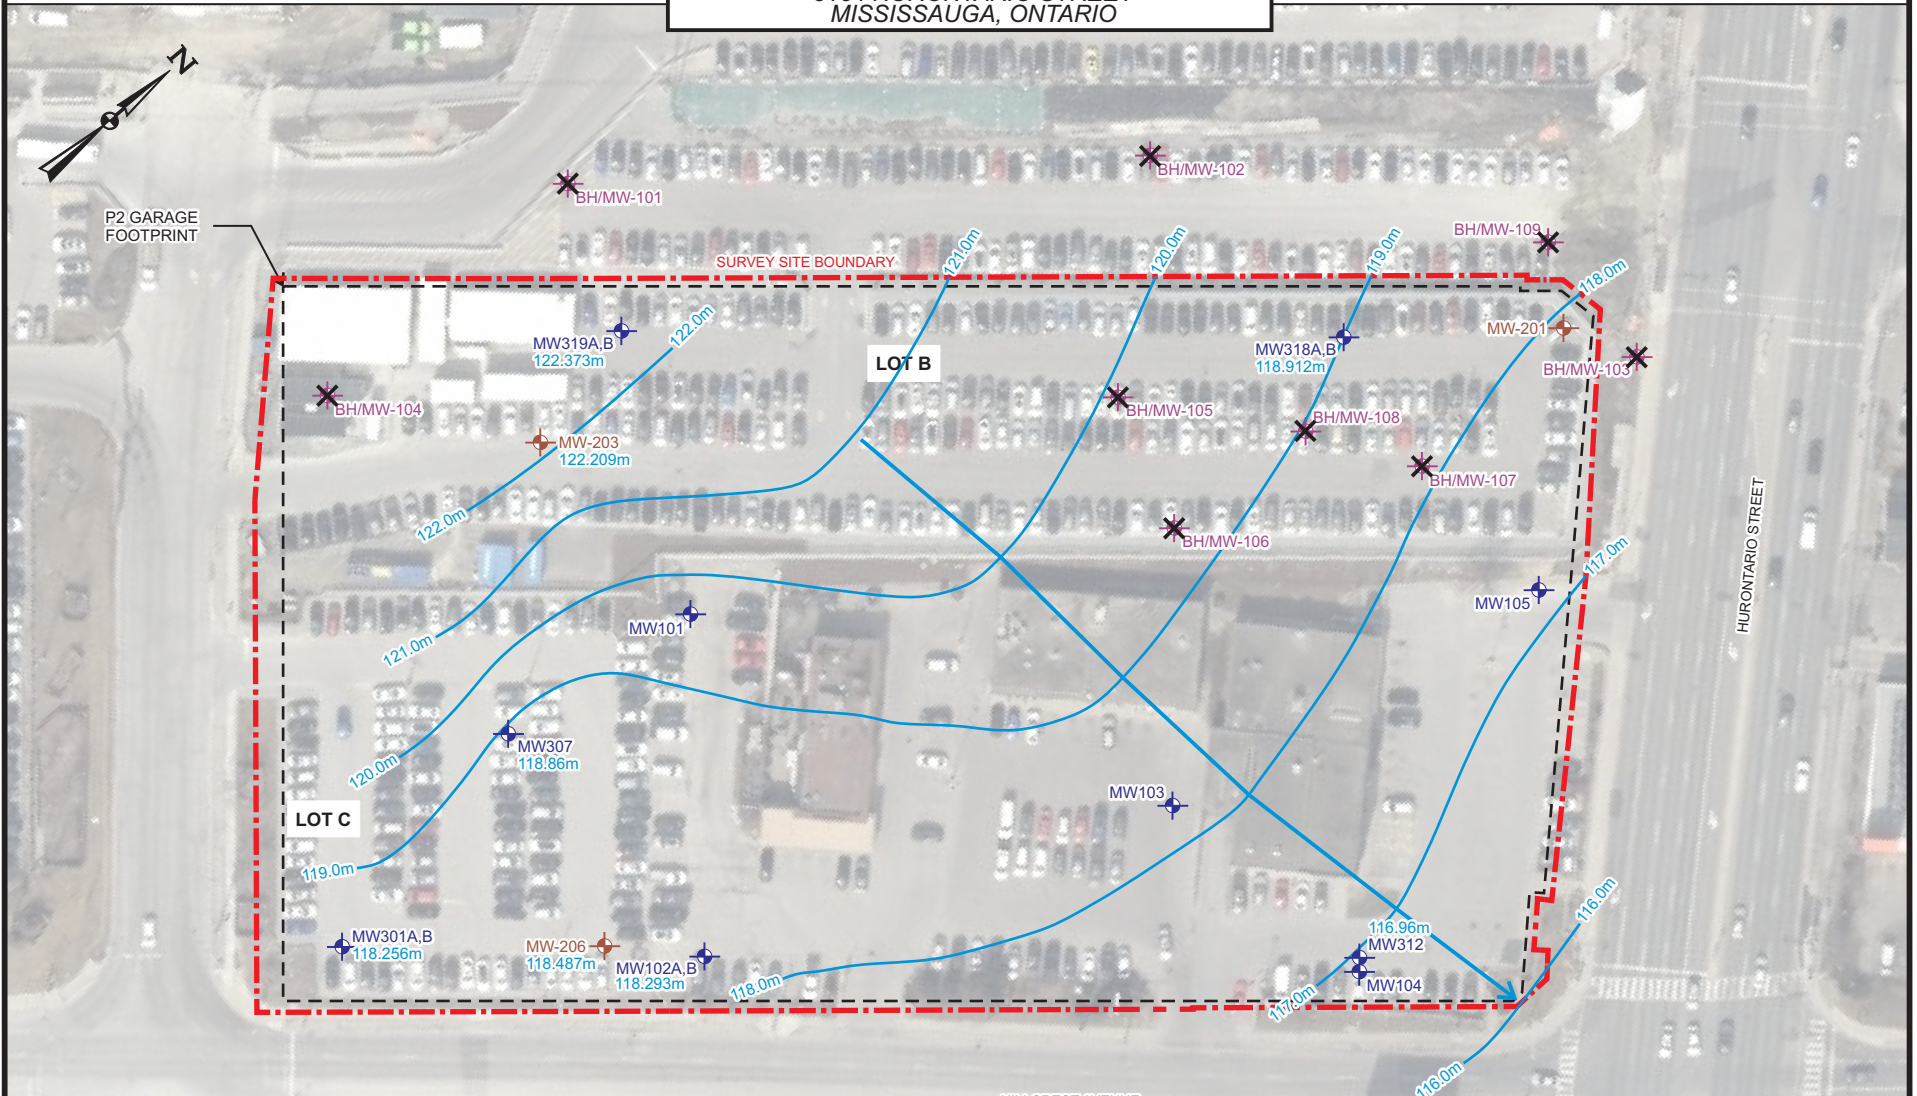 MISSISSAUGA, ONTARIO
N
BH/MW-102
BH/MW-101
P2 GARAGE
FOOTPRINT
BH/MW-109
SURVEY SITE BOUNDARY
121.0m
120.0m
119.0m
118.0m
MW319A,B
122.373m
122.0m
LOT B
MW318A,B
118.912m
MW-201
BH/MW-103
BH/MW-104
BH/MW-105
BH/MW-108
MW-203
122.209m
BH/MW-107
122.0m
BH/MW-106
HURONTARIO STREET
117.0m
MW105
MW101
121.0m
MW307
118.86m
120.0m
MW103
LOT C
119.0m
116.0m
116.96m
MW312
MW301A,B
118.256m
MW-206
118.487m
MW102A,B
118.293m
118.0m
MW104
117.0m
116.0m